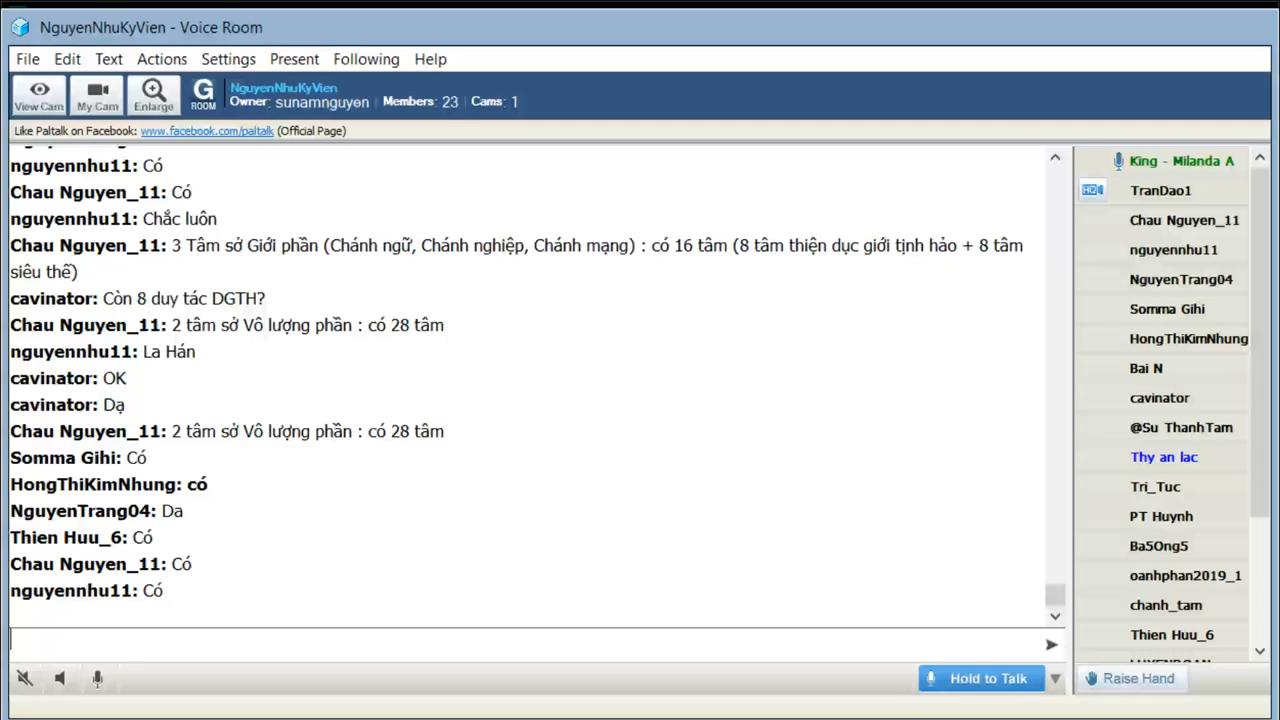 NguyenNhuKyVien - Voice Room
File Edit Text Actions Settings Present Following Help
View Cam My Cam Enlarge G ROOM
NguyenNhuKyVien
Owner: sunamnguyen | Members: 23 | Cams: 1
Like Paltalk on Facebook: www.facebook.com/paltalk (Official Page)
nguyennhu11: Có
Chau Nguyen_11: Có
nguyennhu11: Chắc luôn
Chau Nguyen_11: 3 Tâm sở Giới phần (Chánh ngữ, Chánh nghiệp, Chánh mạng) : có 16 tâm (8 tâm thiện dục giới tịnh hảo + 8 tâm
siêu thế)
cavinator: Còn 8 duy tác DGTH?
Chau Nguyen_11: 2 tâm sở Vô lượng phần : có 28 tâm
nguyennhu11: La Hán
cavinator: OK
cavinator: Dạ
Chau Nguyen_11: 2 tâm sở Vô lượng phần : có 28 tâm
Somma Gihi: Có
HongThiKimNhung: có
NguyenTrang04: Da
Thien Huu_6: Có
Chau Nguyen_11: Có
nguyennhu11: Có
King - Milanda A
TranDao1
Chau Nguyen_11
nguyennhu11
NguyenTrang04
Somma Gihi
HongThiKimNhung
Bai N
cavinator
@Su ThanhTam
Thy an lac
Tri_Tuc
PT Huynh
Ba5Ong5
oanhphan2019_1
chanh_tam
Thien Huu_6
Hold to Talk
Raise Hand